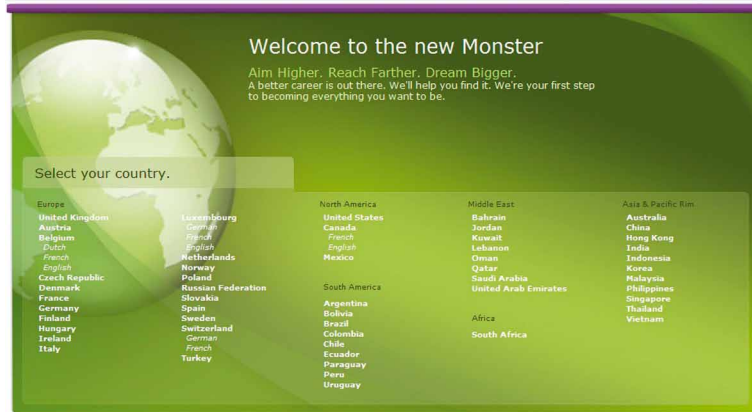 Welcome to the new Monster
Aim Higher. Reach Farther. Dream Bigger.
A better career is out there. We'll help you find it. We're your first step
to becoming everything you want to be.
Select your country.
Europe
United Kingdom
Austria
Belgium
Dutch
French
English
Czech Republic
Denmark
France
Germany
Finland
Hungary
Ireland
Italy
Luxembourg
German
French
English
Netherlands
Norway
Poland
Russian Federation
Slovakia
Spain
Sweden
Switzerland
German
French
Turkey
North America
United States
Canada
French
English
Mexico
South America
Argentina
Bolivia
Brazil
Colombia
Chile
Ecuador
Paraguay
Peru
Uruguay
Middle East
Bahrain
Jordan
Kuwait
Lebanon
Oman
Qatar
Saudi Arabia
United Arab Emirates
Africa
South Africa
Asia & Pacific Rim
Australia
China
Hong Kong
India
Indonesia
Korea
Malaysia
Philippines
Singapore
Thailand
Vietnam